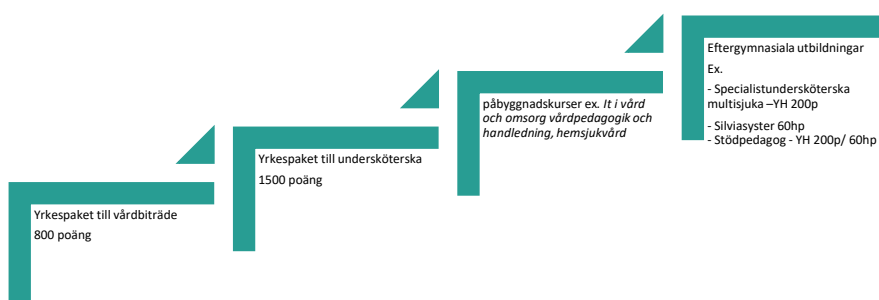 Yrkespaket till vårdbiträde
800 poäng
Yrkespaket till undersköterska
1500 poäng
påbyggnadskurser ex. It i vård
och omsorg vårdpedagogik och
handledning, hemsjukvård
Eftergymnasiala utbildningar
Ex.
- Specialistundersköterska
multisjuka –YH 200p
- Silviasyster 60hp
- Stödpedagog - YH 200p/ 60hp